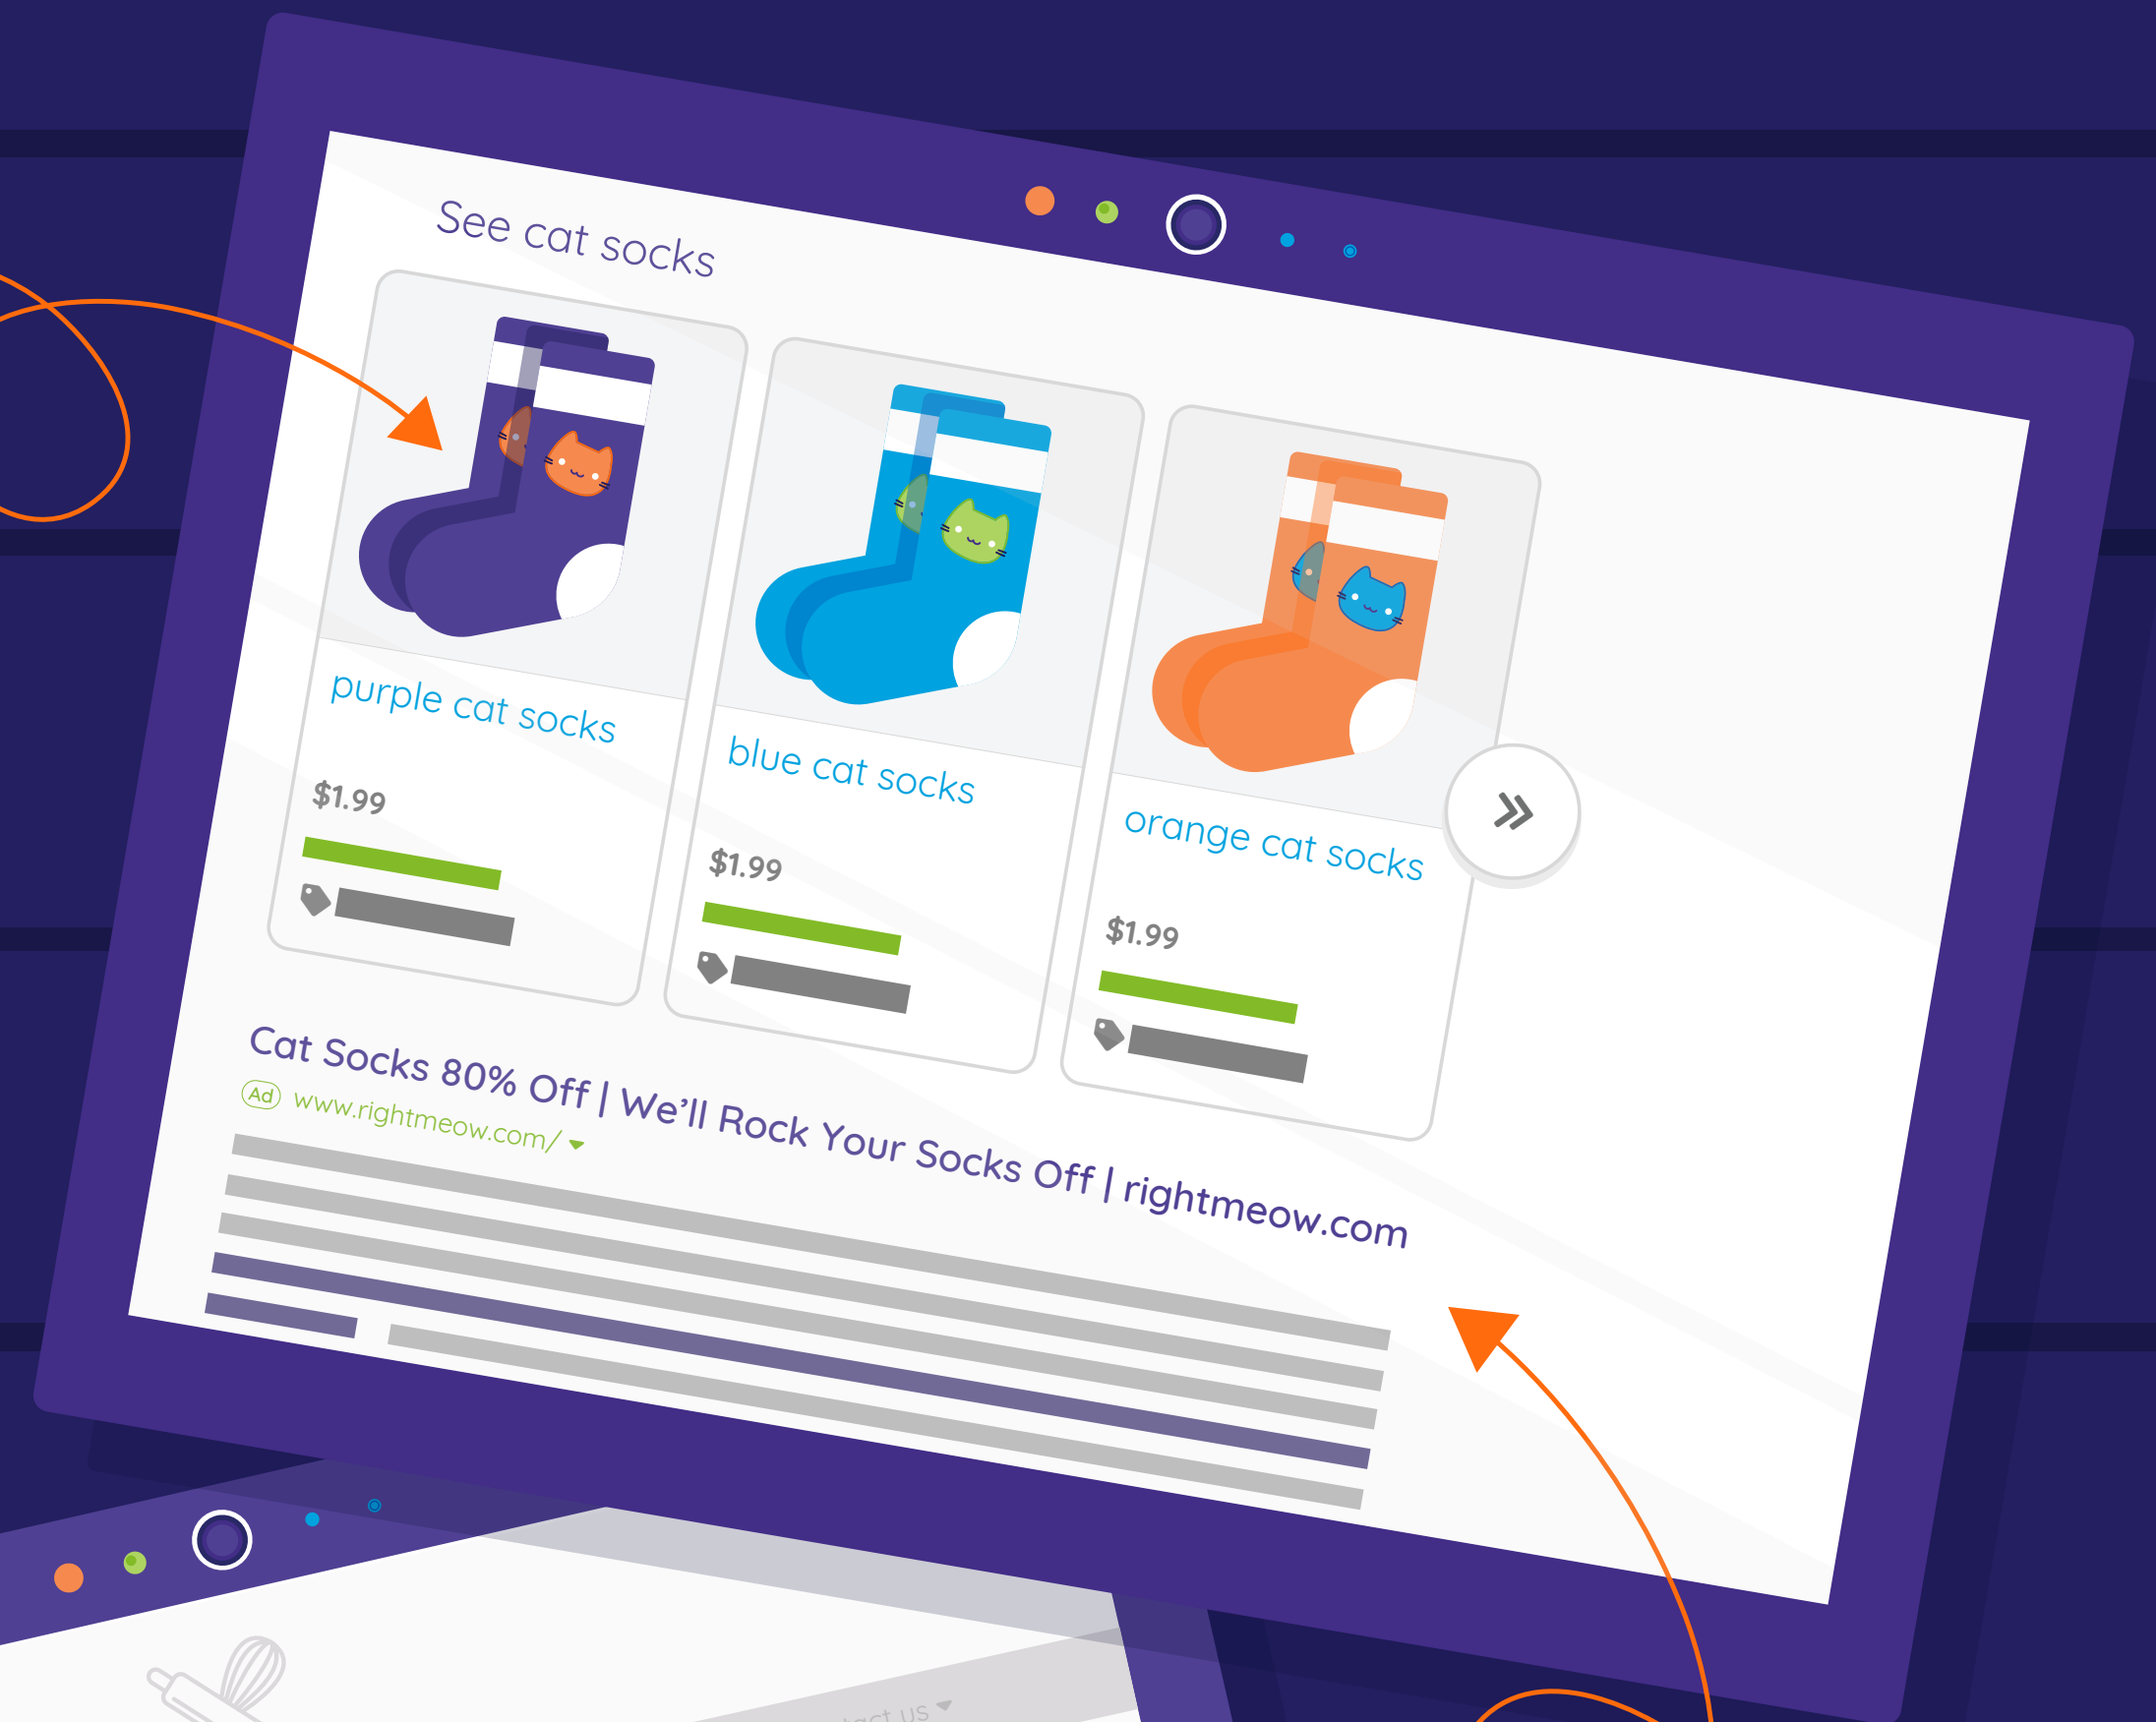 See cat socks
purple cat socks
$1.99
blue cat socks
$1.99
orange cat socks
$1.99
Cat Socks 80% Off | We'll Rock Your Socks Off | rightmeow.com
Ad www.rightmeow.com/
us